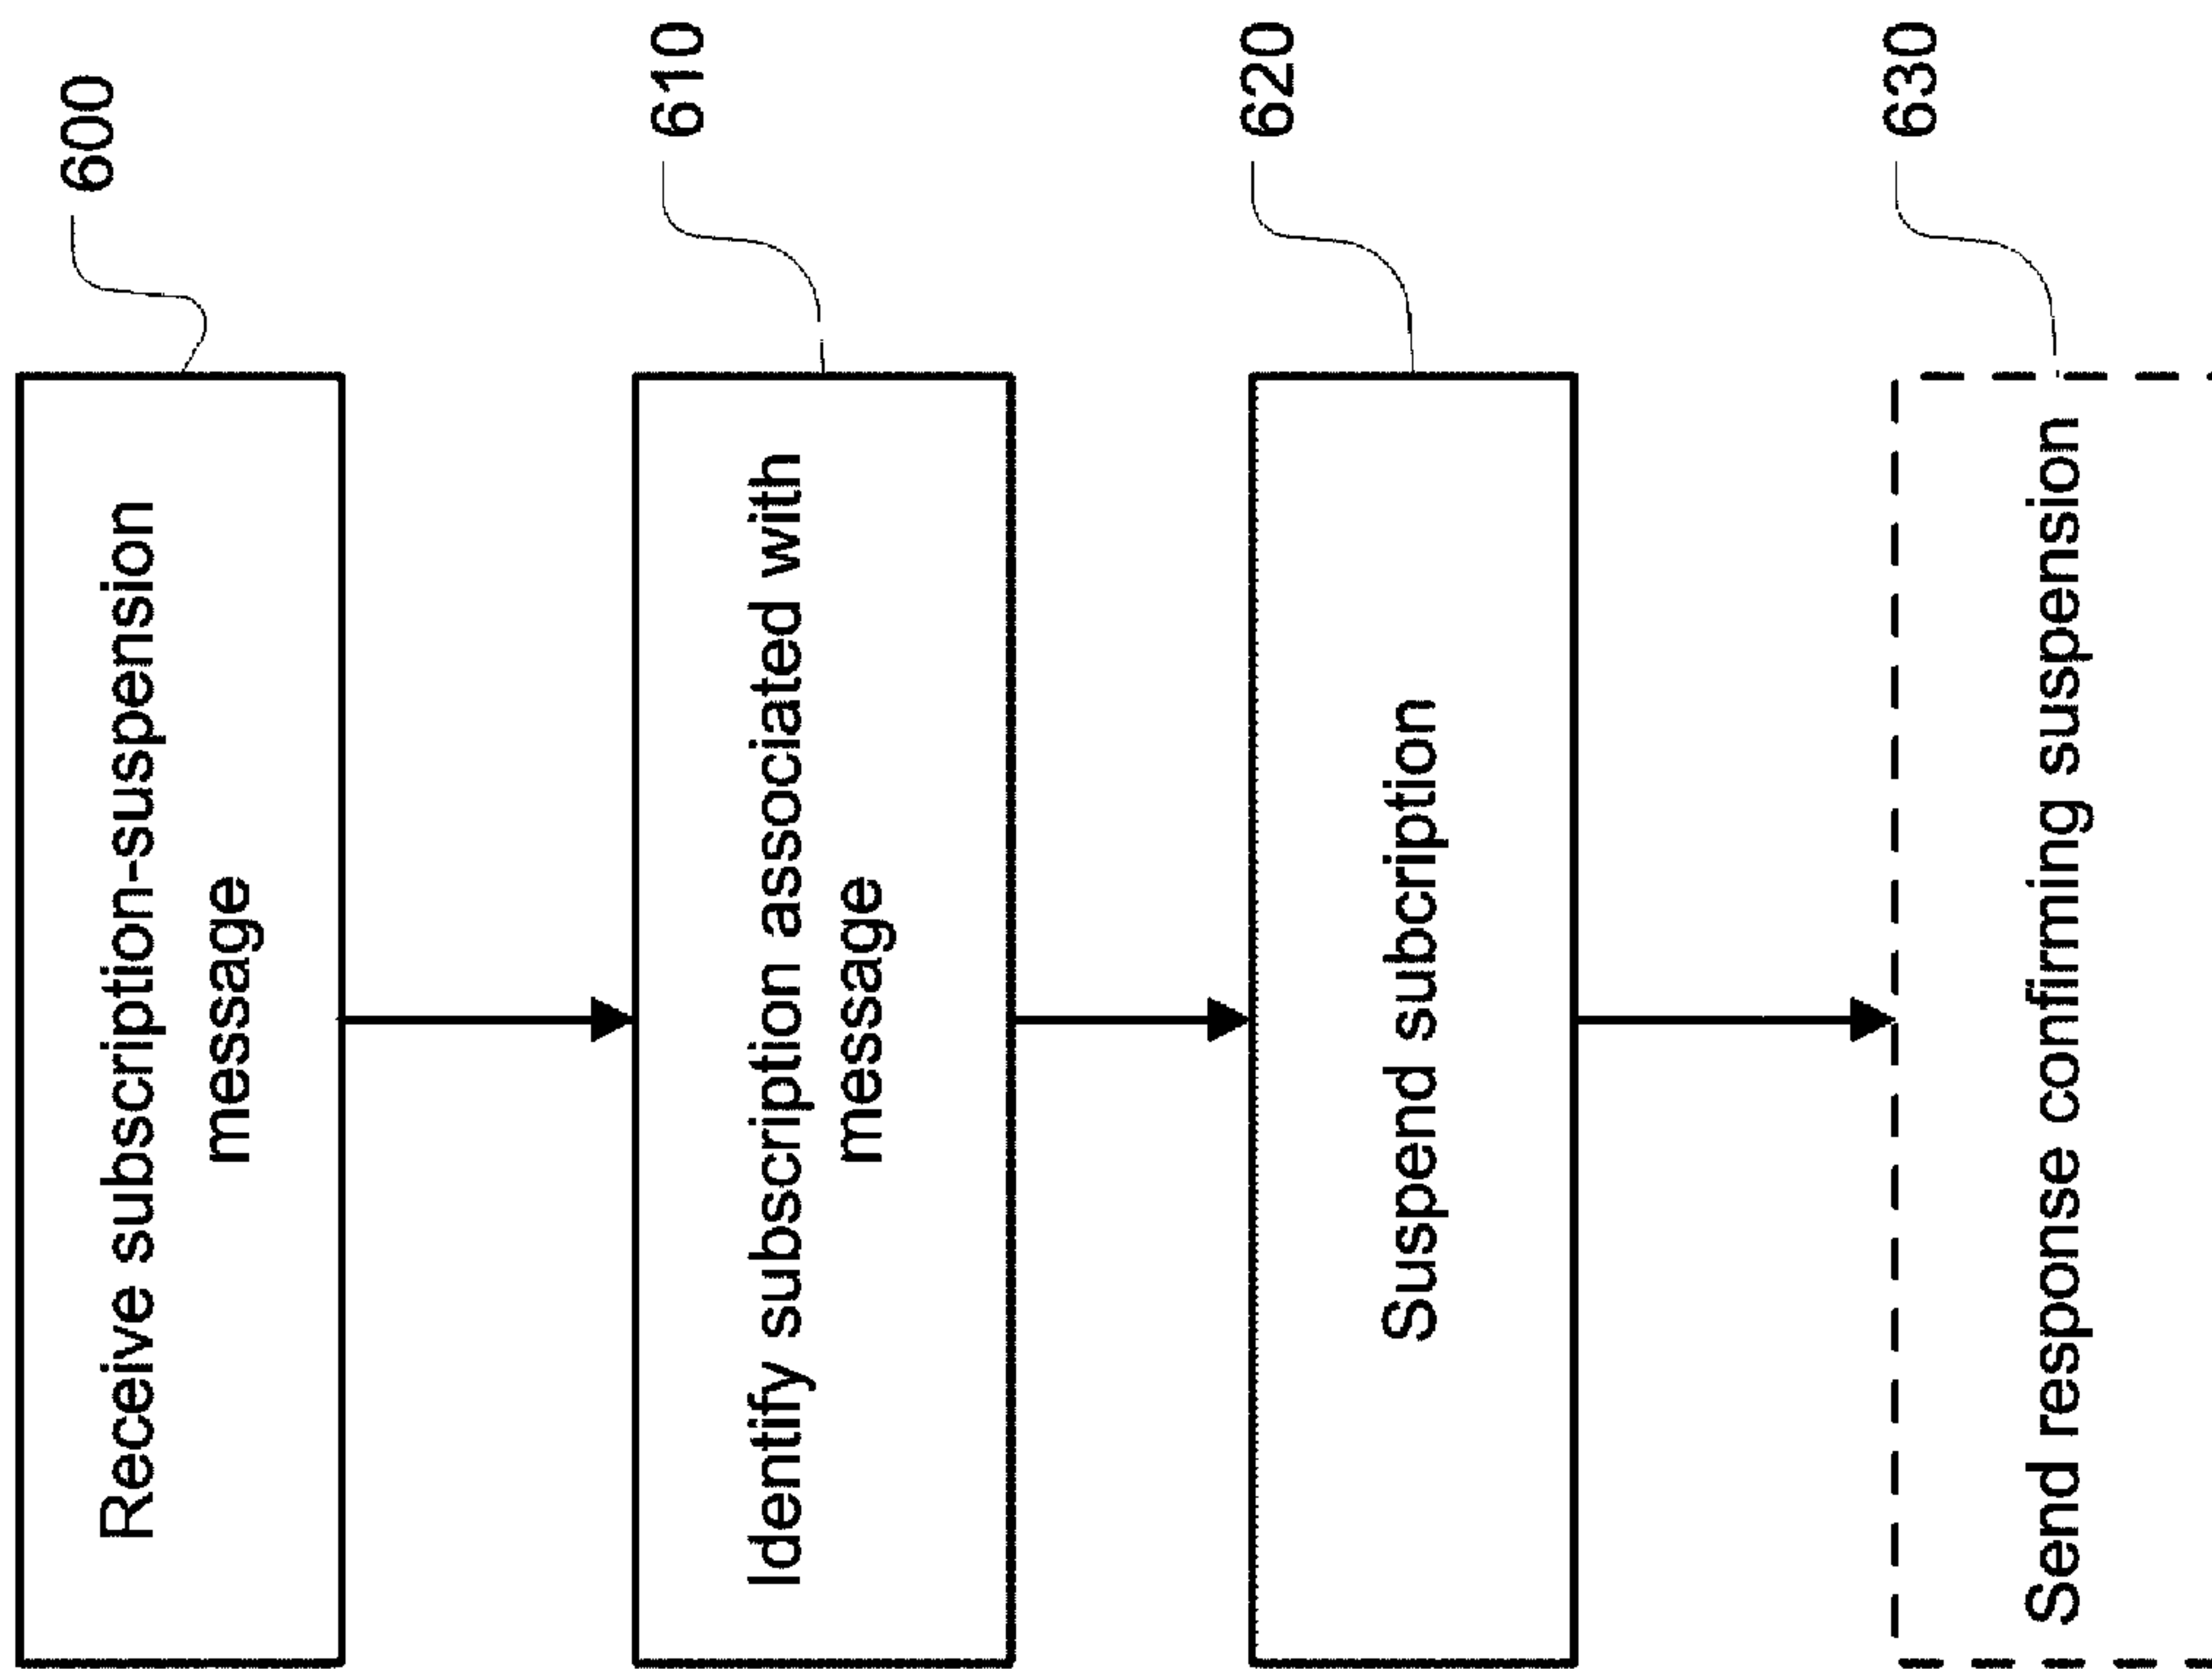 Receive subscription-suspension
message
600
Identify subscription associated with
message
610
Suspend subcription
620
Send response confirming suspension
630